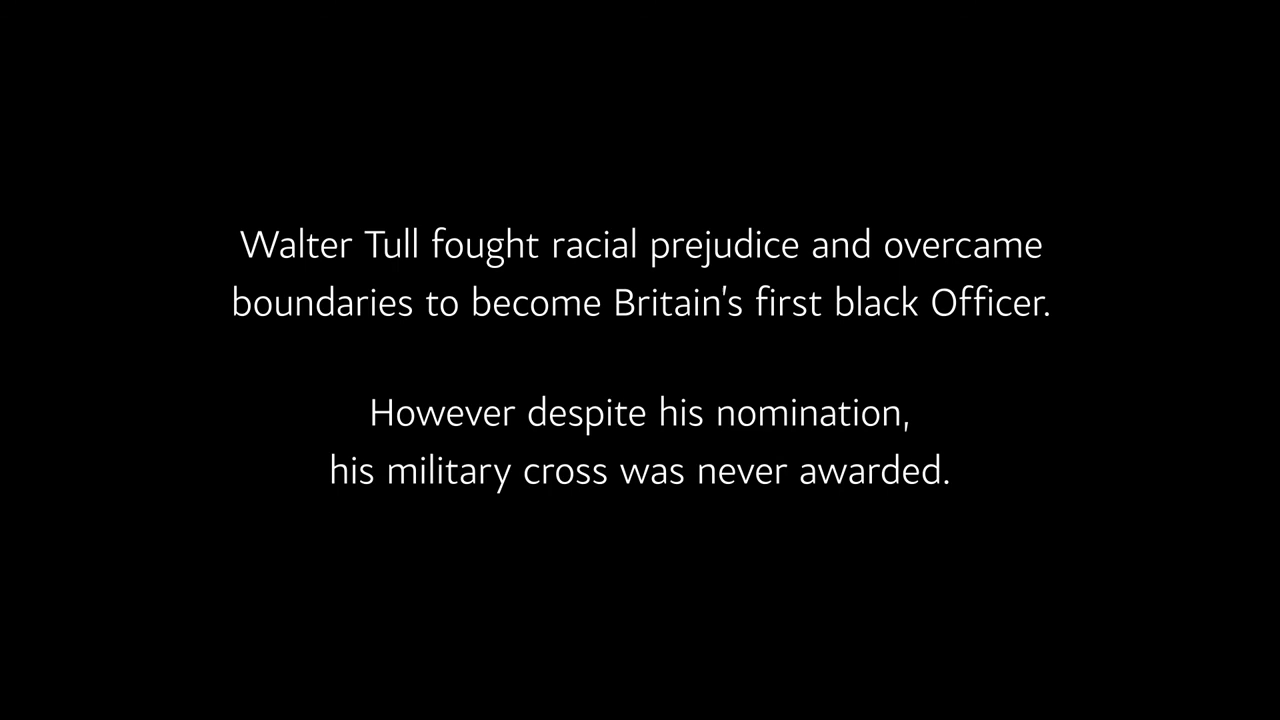 Walter Tull fought racial prejudice and overcame
boundaries to become Britain's first black Officer.
However despite his nomination,
his military cross was never awarded.